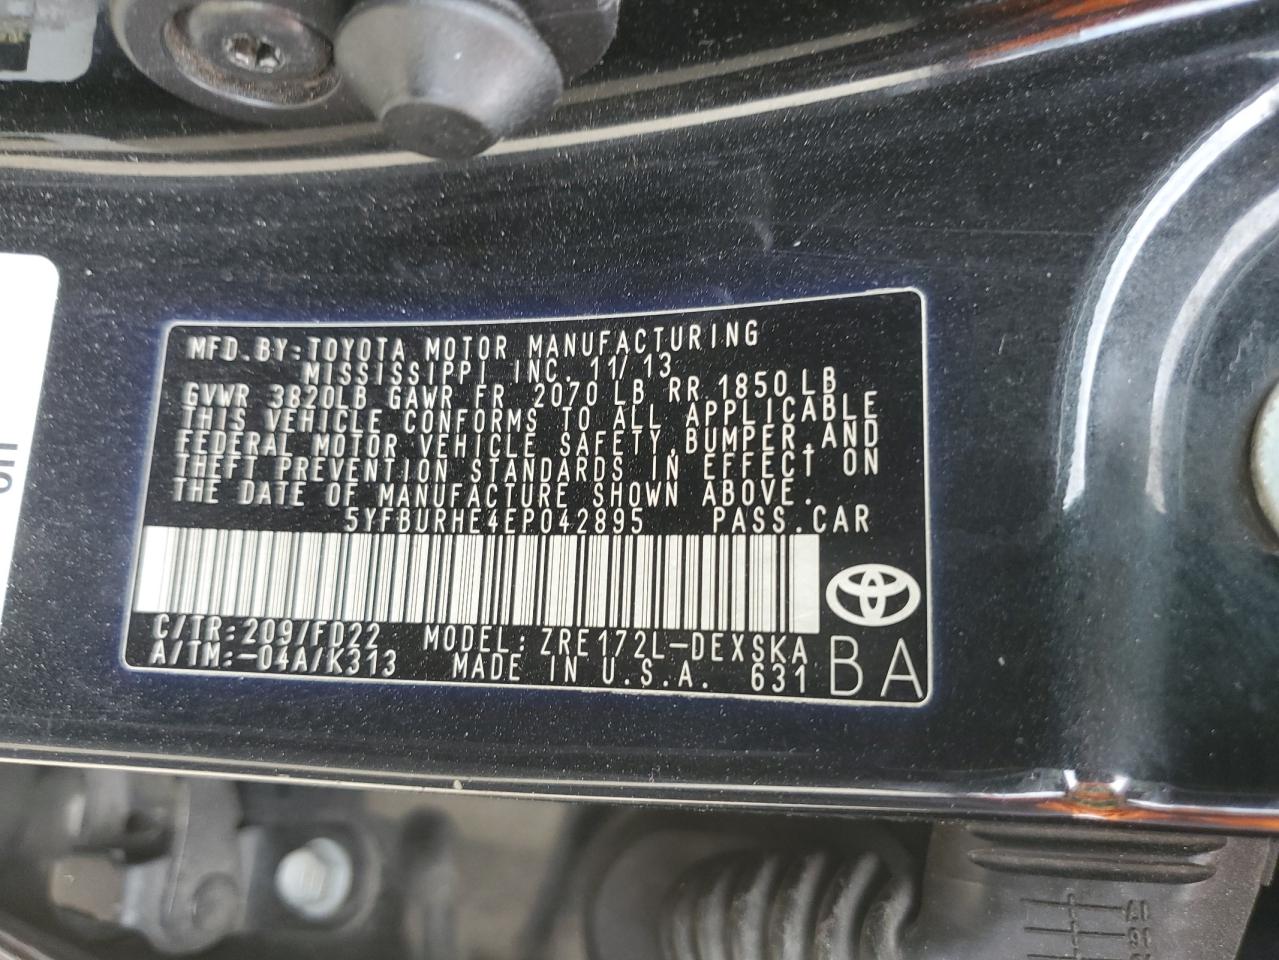 MFD.BY:TOYOTA MOTOR MANUFACTURING
MISSISSIPPI INC. 11/13
GVWR 3820LB GAWR FR 2070 LB RR 1850 LB
THIS VEHICLE CONFORMS TO ALL APPLICABLE
FEDERAL MOTOR VEHICLE SAFETY,BUMPER,AND
THEFT PREVENTION STANDARDS IN EFFECT ON
THE DATE OF MANUFACTURE SHOWN ABOVE.
5YFBURHE4EP042895 PASS.CAR
C/TR:209/FD22 MODEL:ZRE172L-DEXSKA
A/TM:-04A/K313 MADE IN U.S.A. 631
BA